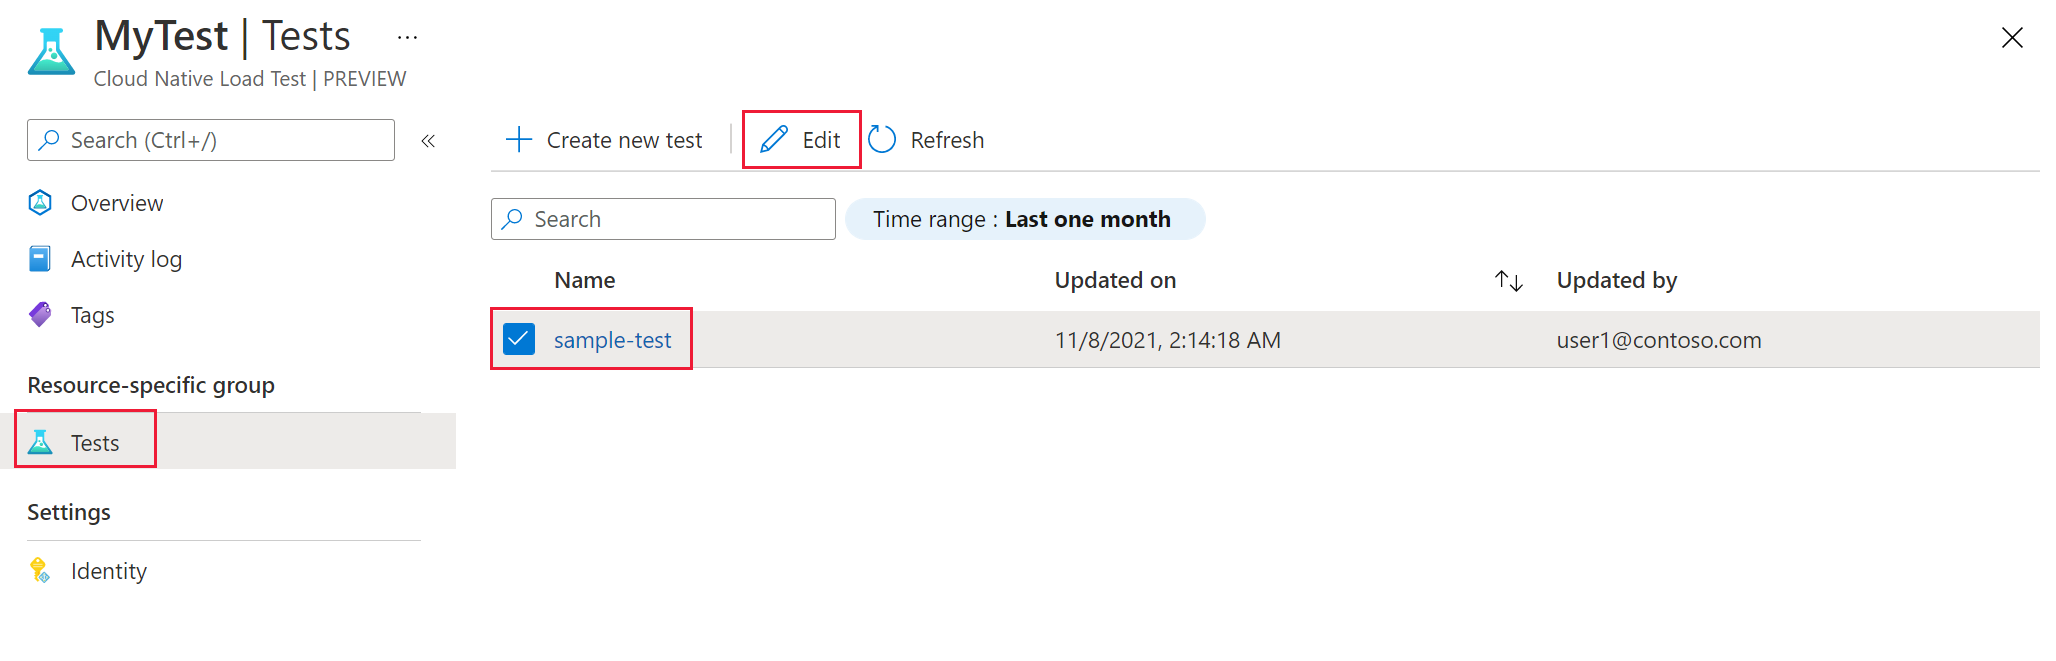 MyTest | Tests ...
Cloud Native Load Test | PREVIEW
Search (Ctrl+/)
«
Overview
Activity log
Tags
Resource-specific group
Tests
Settings
Identity
Create new test
Edit
Refresh
Search
Time range : Last one month
Name Updated on Updated by
sample-test 11/8/2021, 2:14:18 AM user1@contoso.com